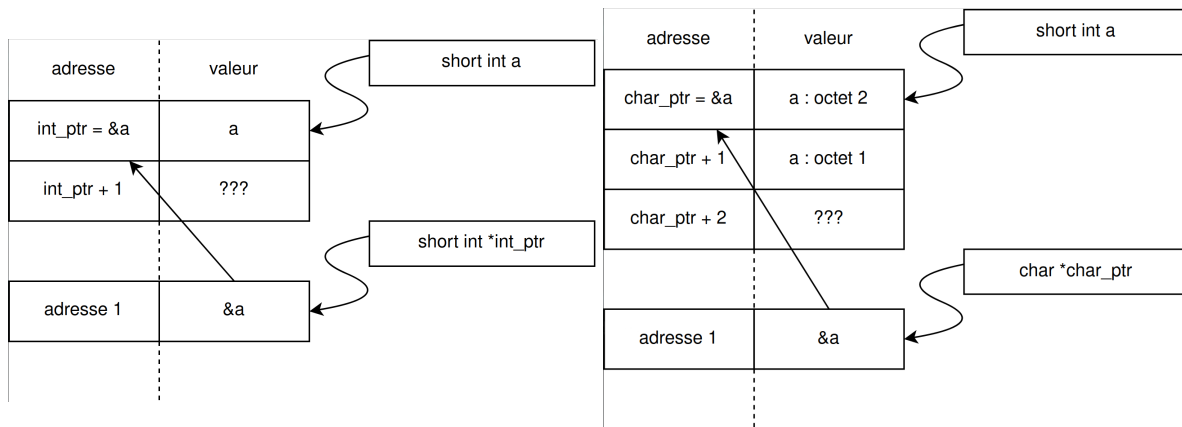 adresse
valeur
short int a
int_ptr = &a
a
int_ptr + 1
???
short int *int_ptr
adresse 1
&a
adresse
valeur
short int a
char_ptr = &a
a : octet 2
char_ptr + 1
a : octet 1
char_ptr + 2
???
char *char_ptr
adresse 1
&a